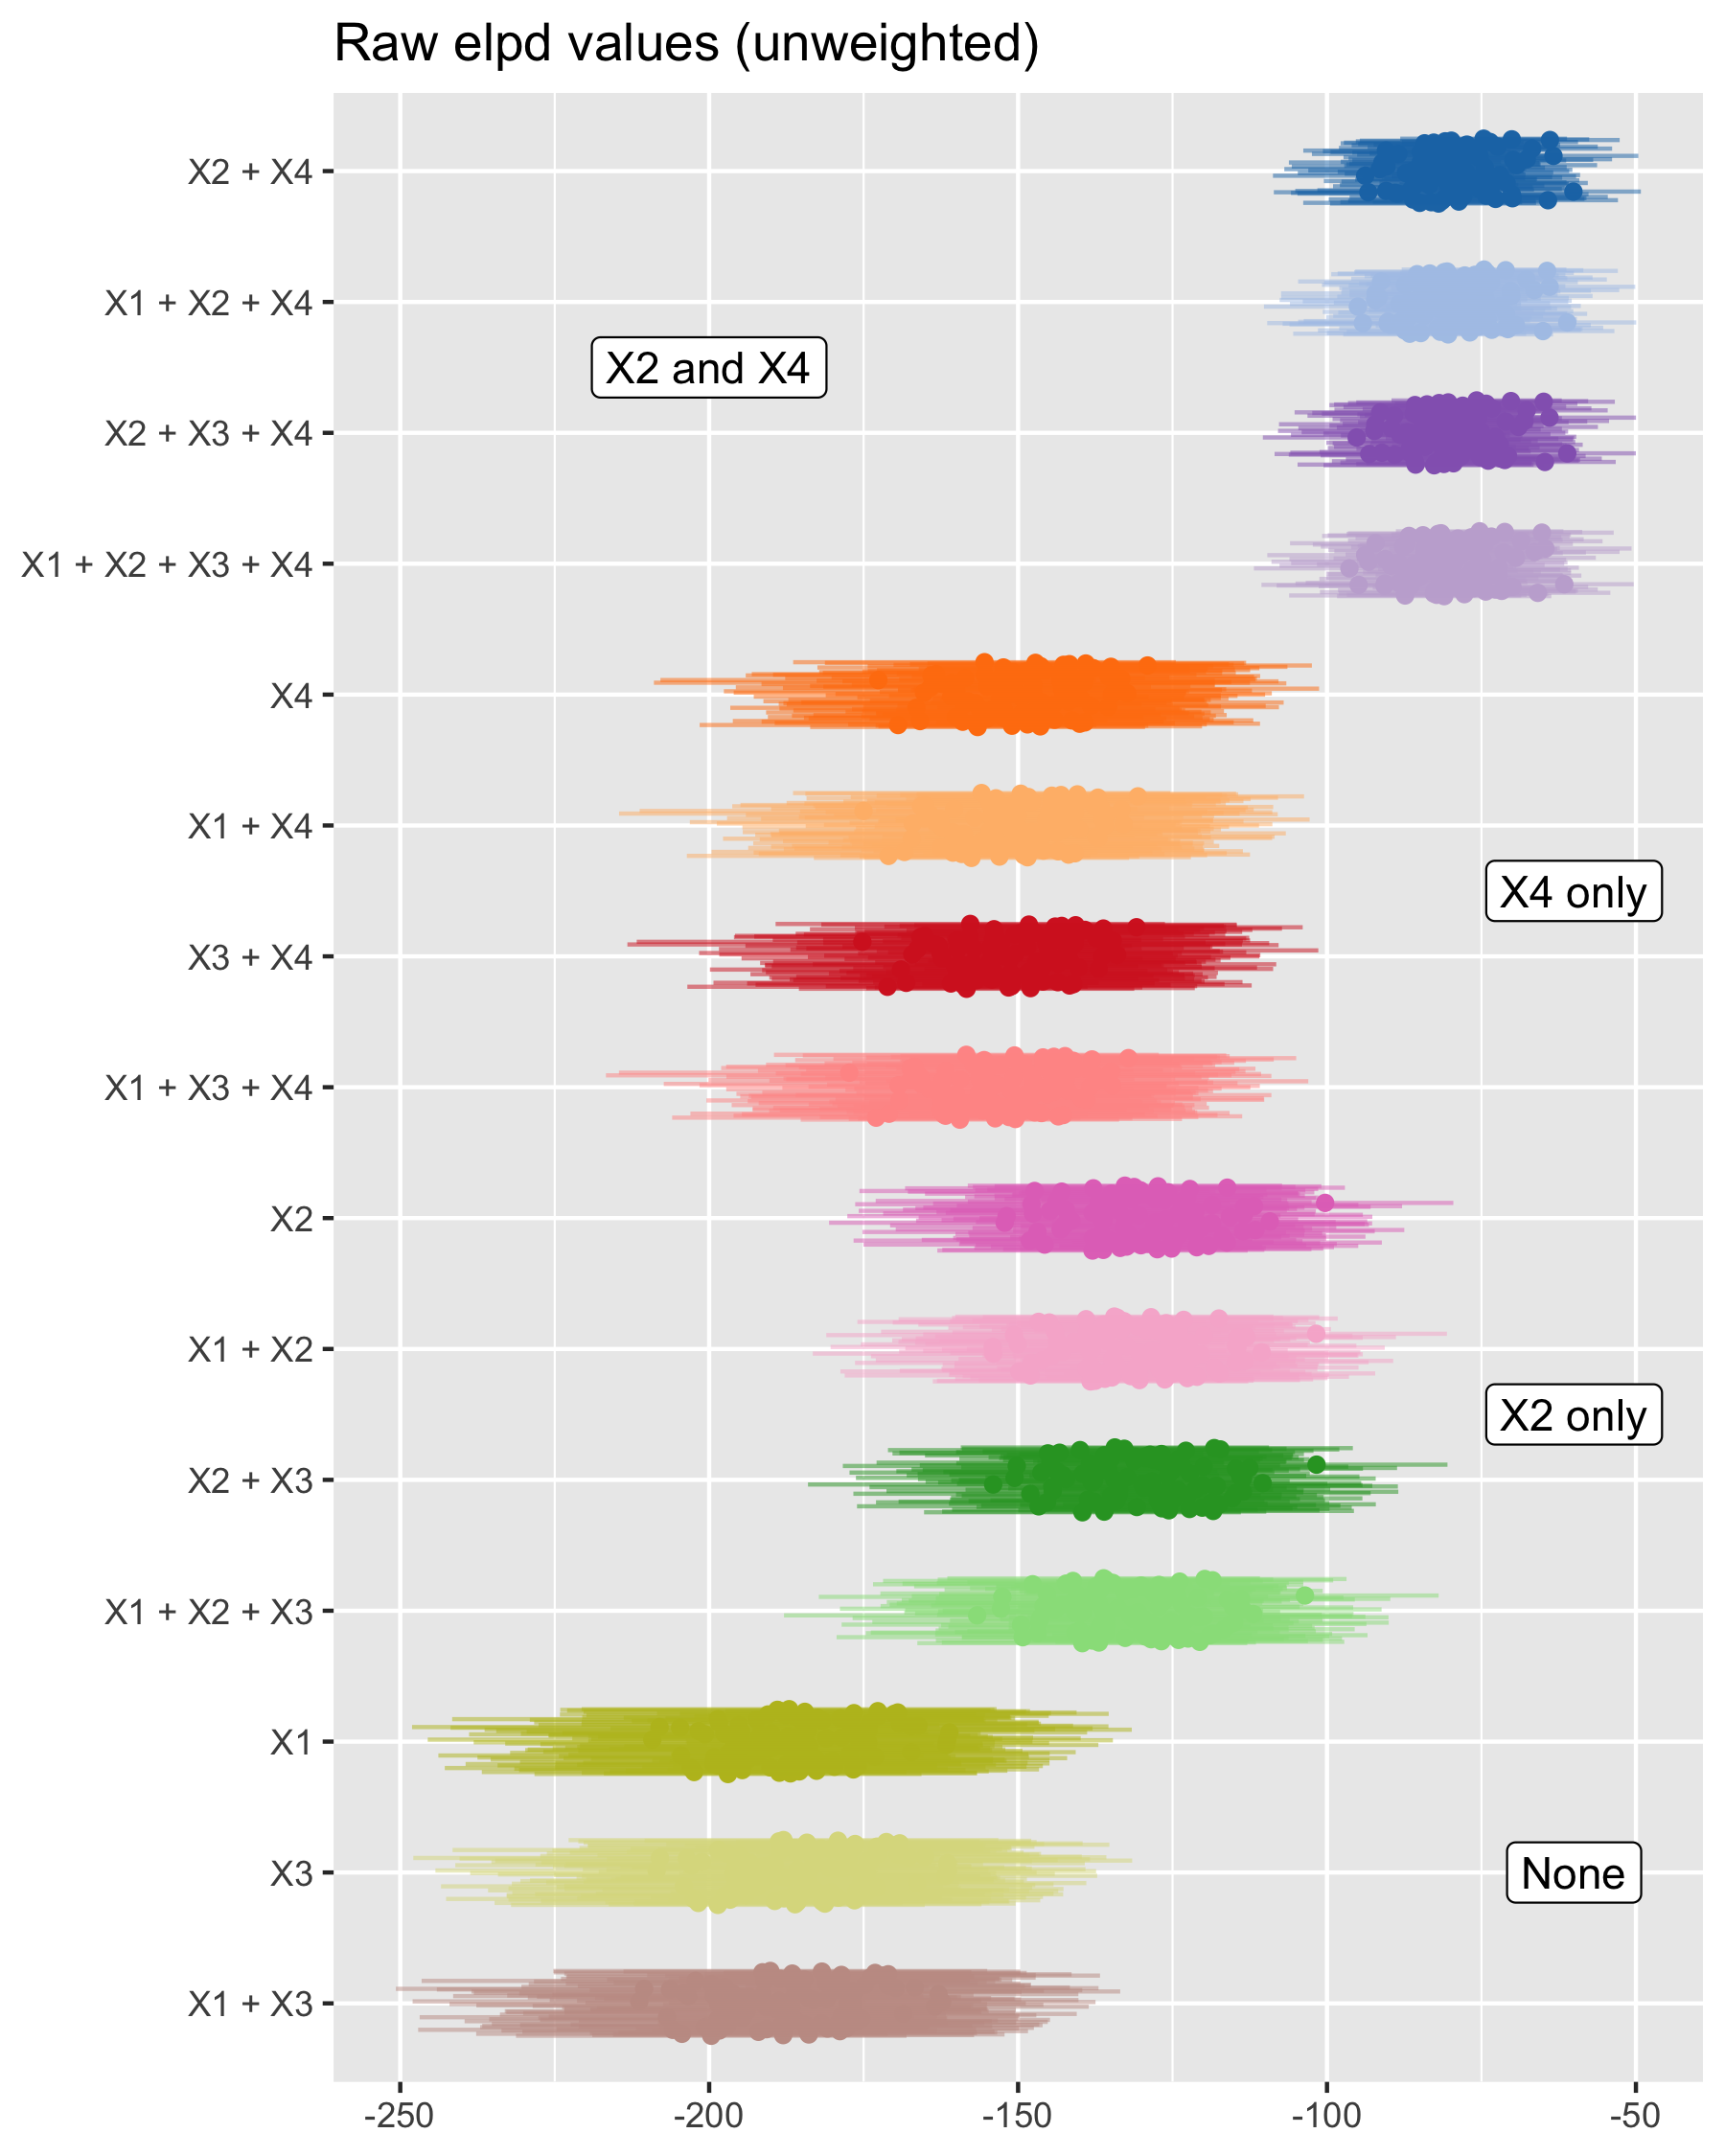 Raw elpd values (unweighted)
X2 + X4
X1 + X2 + X4
X2 and X4
X2 + X3 + X4
X1 + X2 + X3 + X4
X4
X1 + X4
X4 only
X3 + X4
X1 + X3 + X4
X2
X1 + X2
X2 only
X2 + X3
X1 + X2 + X3
X1
X3
None
X1 + X3
-250 -200 -150 -100 -50